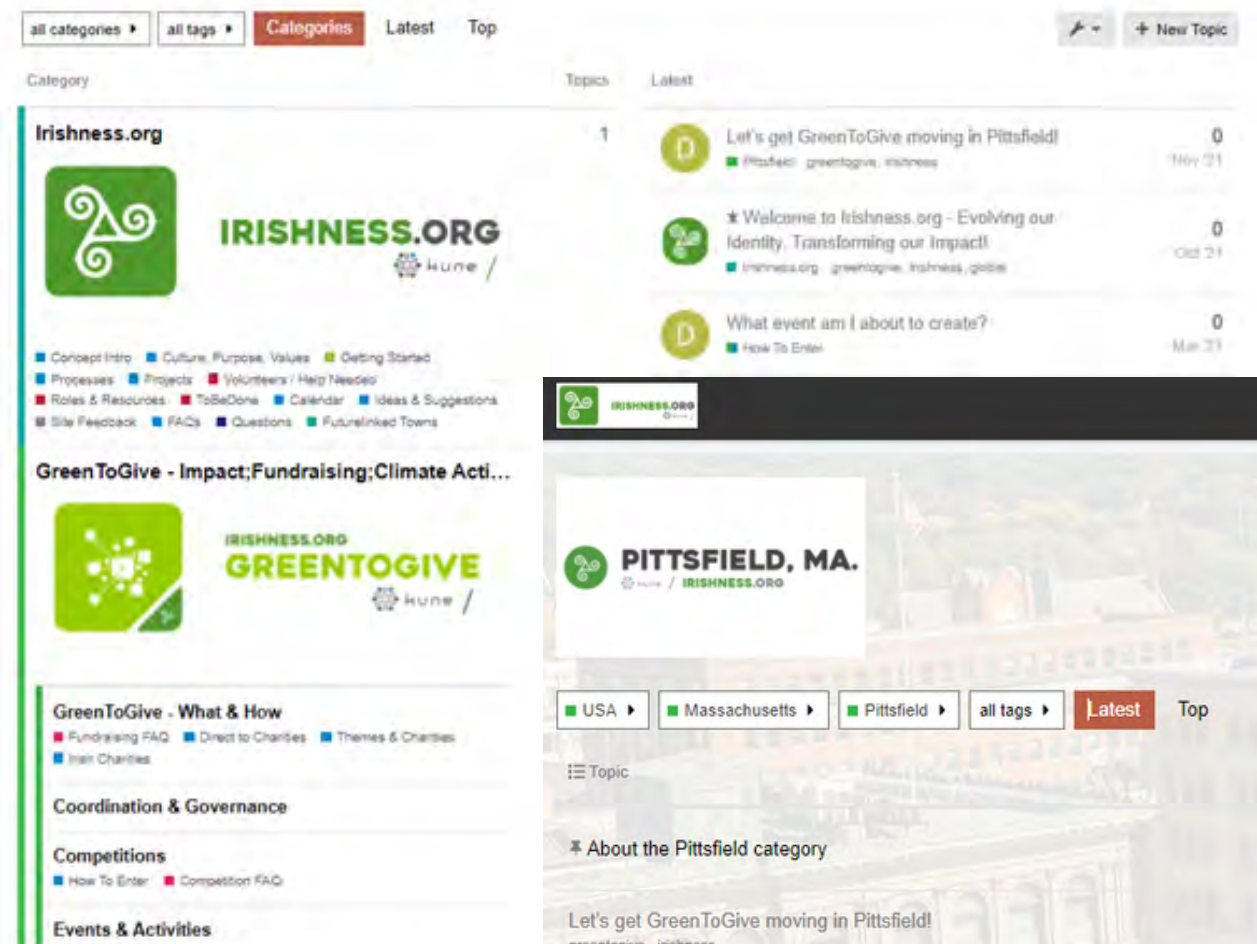 all categories
all tags
Categories
Latest
Top
+ New Topic
Category
Topics
Latest
Irishness.org
1
IRISHNESS.ORG
kune /
Concept Intro Culture, Purpose, Values Getting Started
Processes Projects Volunteers / Help Needed
Roles & Resources ToBeDone Calendar Ideas & Suggestions
Site Feedback FAQs Questions Futurelinked Towns
D
Let's get GreenToGive moving in Pittsfield!
0
Pittsfield greentogive, irishness
Nov '21
Welcome to Irishness.org - Evolving our
Identity, Transforming our Impact!
0
Irishness.org greentogive, irishness, global
Oct '21
D
What event am I about to create?
0
How To Enter
Mar '21
GreenToGive - Impact;Fundraising;Climate Acti...
IRISHNESS.ORG
GREENTOGIVE
kune /
GreenToGive - What & How
Fundraising FAQ Direct to Charities Themes & Charities
Irish Charities
Coordination & Governance
Competitions
How To Enter Competition FAQ
Events & Activities
IRISHNESS.ORG
PITTSFIELD, MA.
kune / IRISHNESS.ORG
USA
Massachusetts
Pittsfield
all tags
Latest
Top
Topic
About the Pittsfield category
Let's get GreenToGive moving in Pittsfield!
greentogive irishness